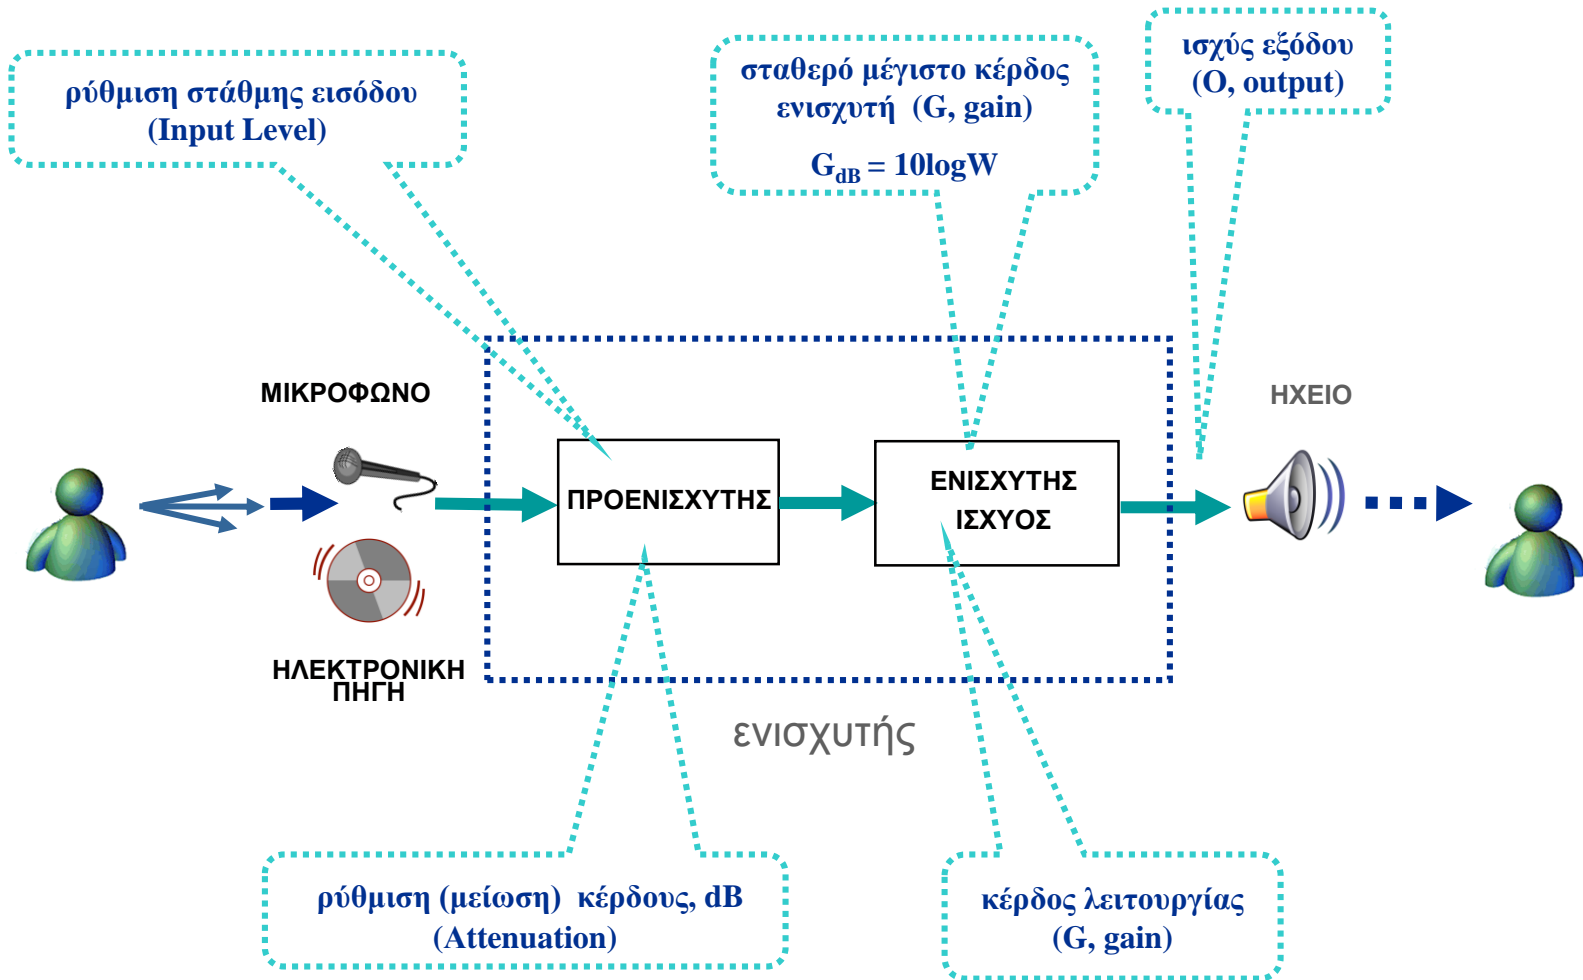 ρύθμιση στάθμης εισόδου
(Input Level)
σταθερό μέγιστο κέρδος
ενισχυτή (G, gain)
G_dB = 10logW
ισχύς εξόδου
(O, output)
ΜΙΚΡΟΦΩΝΟ
ΗΧΕΙΟ
ΠΡΟΕΝΙΣΧΥΤΗΣ
ΕΝΙΣΧΥΤΗΣ
ΙΣΧΥΟΣ
ΗΛΕΚΤΡΟΝΙΚΗ
ΠΗΓΗ
ενισχυτής
ρύθμιση (μείωση) κέρδους, dB
(Attenuation)
κέρδος λειτουργίας
(G, gain)